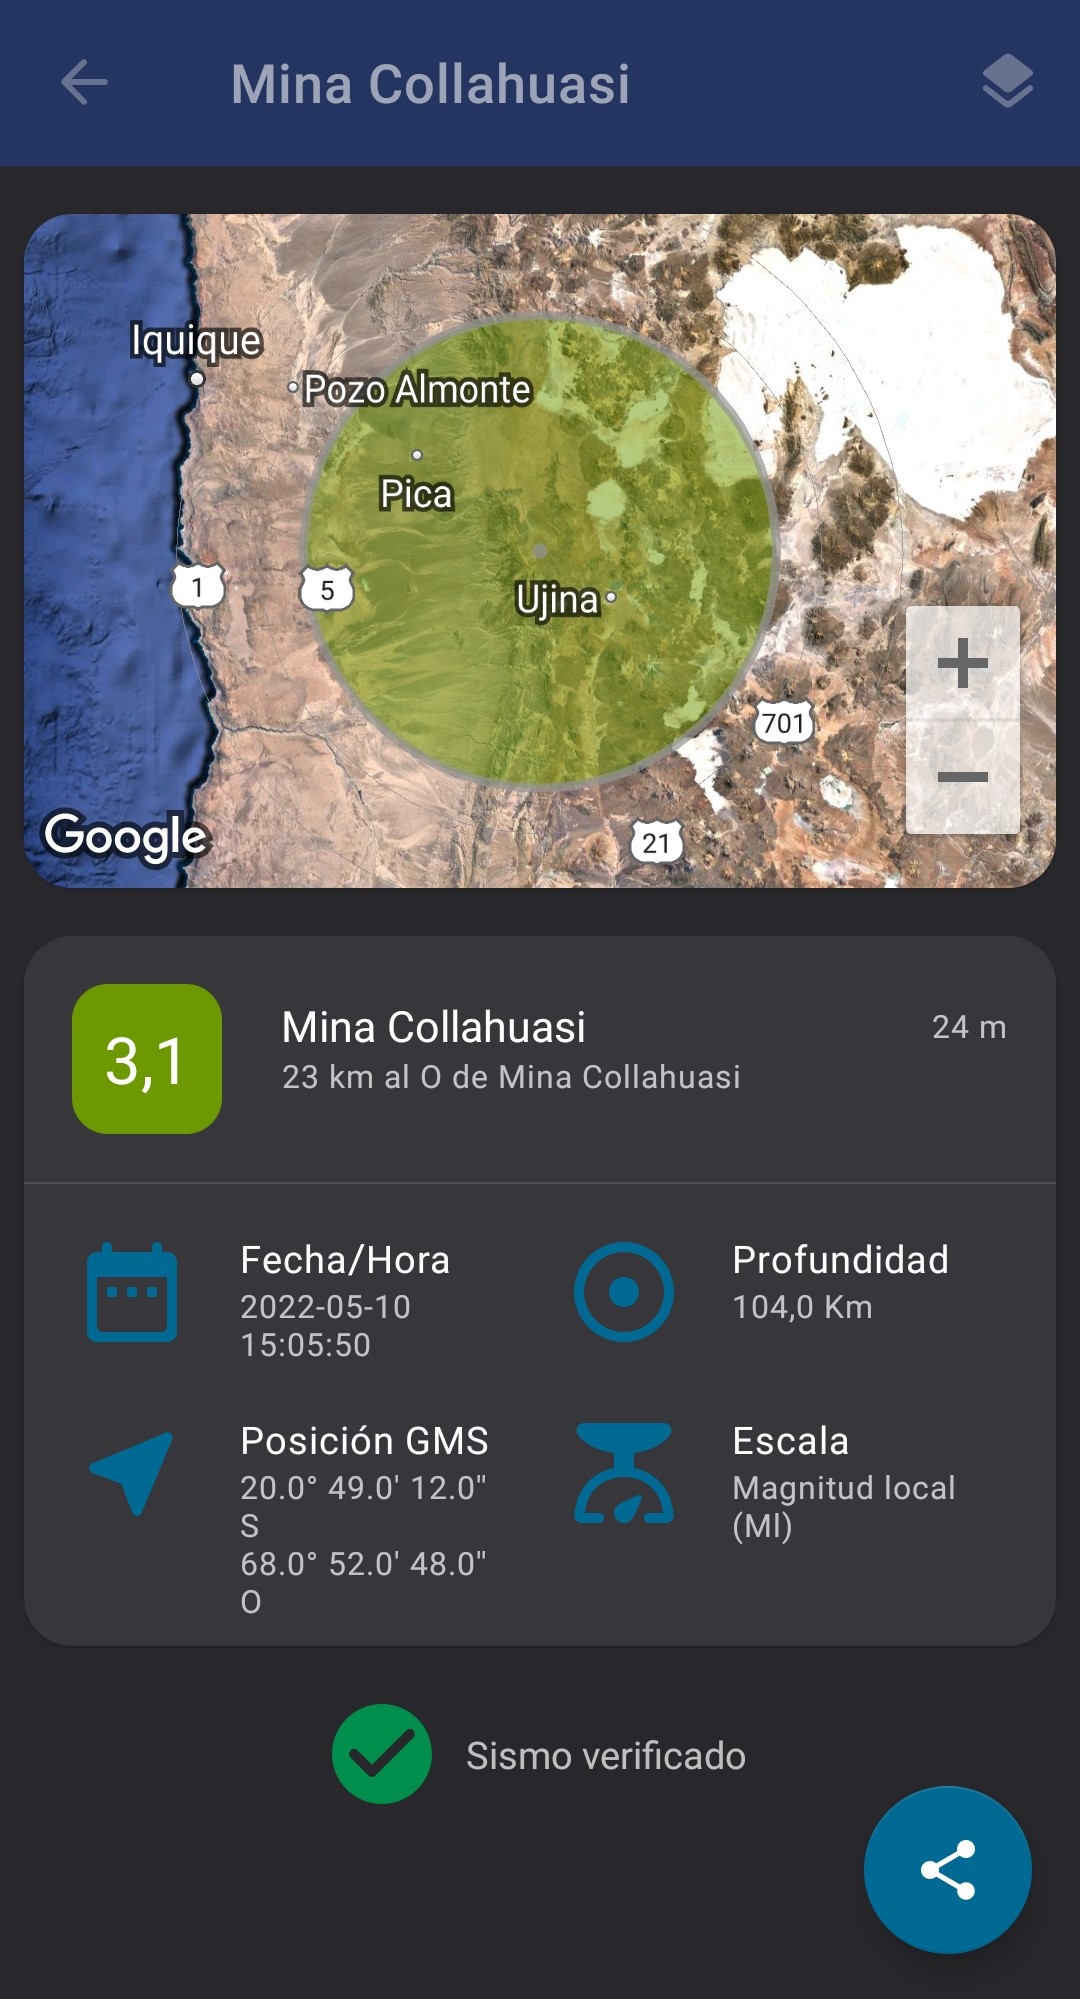 Mina Collahuasi
Iquique
Pozo Almonte
Pica
Ujina
1
5
701
21
Google
3,1
Mina Collahuasi
24 m
23 km al O de Mina Collahuasi
Fecha/Hora
2022-05-10
15:05:50
Profundidad
104,0 Km
Posición GMS
20.0° 49.0' 12.0"
S
68.0° 52.0' 48.0"
O
Escala
Magnitud local
(Ml)
Sismo verificado